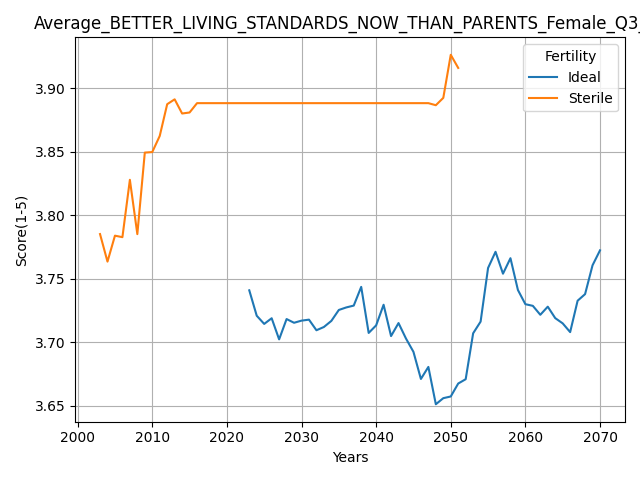 Average_BETTER_LIVING_STANDARDS_NOW_THAN_PARENTS_Female_Q3_
Fertility
Ideal
Sterile
Score(1-5)
3.90
3.85
3.80
3.75
3.70
3.65
2000 2010 2020 2030 2040 2050 2060 2070
Years